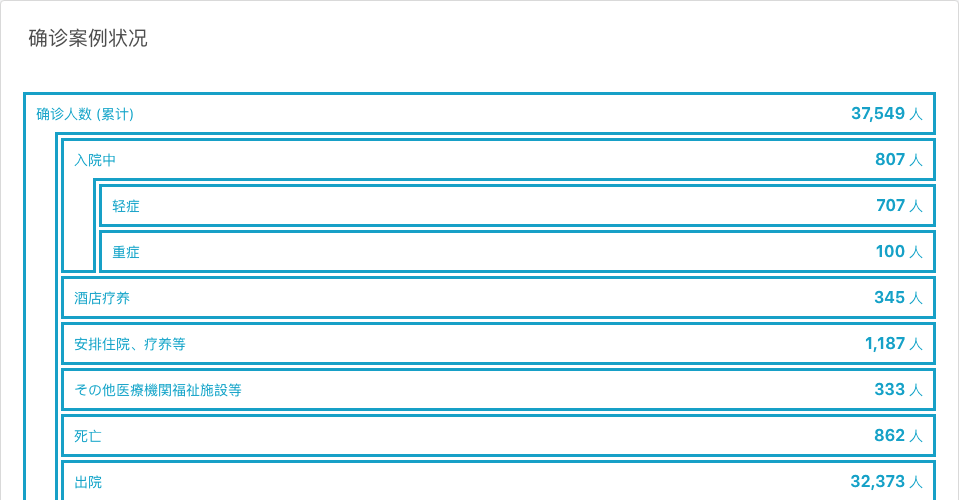 确诊案例状况
确诊人数 (累计) 37,549 人
入院中 807 人
轻症 707 人
重症 100 人
酒店疗养 345 人
安排住院、疗养等 1,187 人
その他医療機関福祉施設等 333 人
死亡 862 人
出院 32,373 人